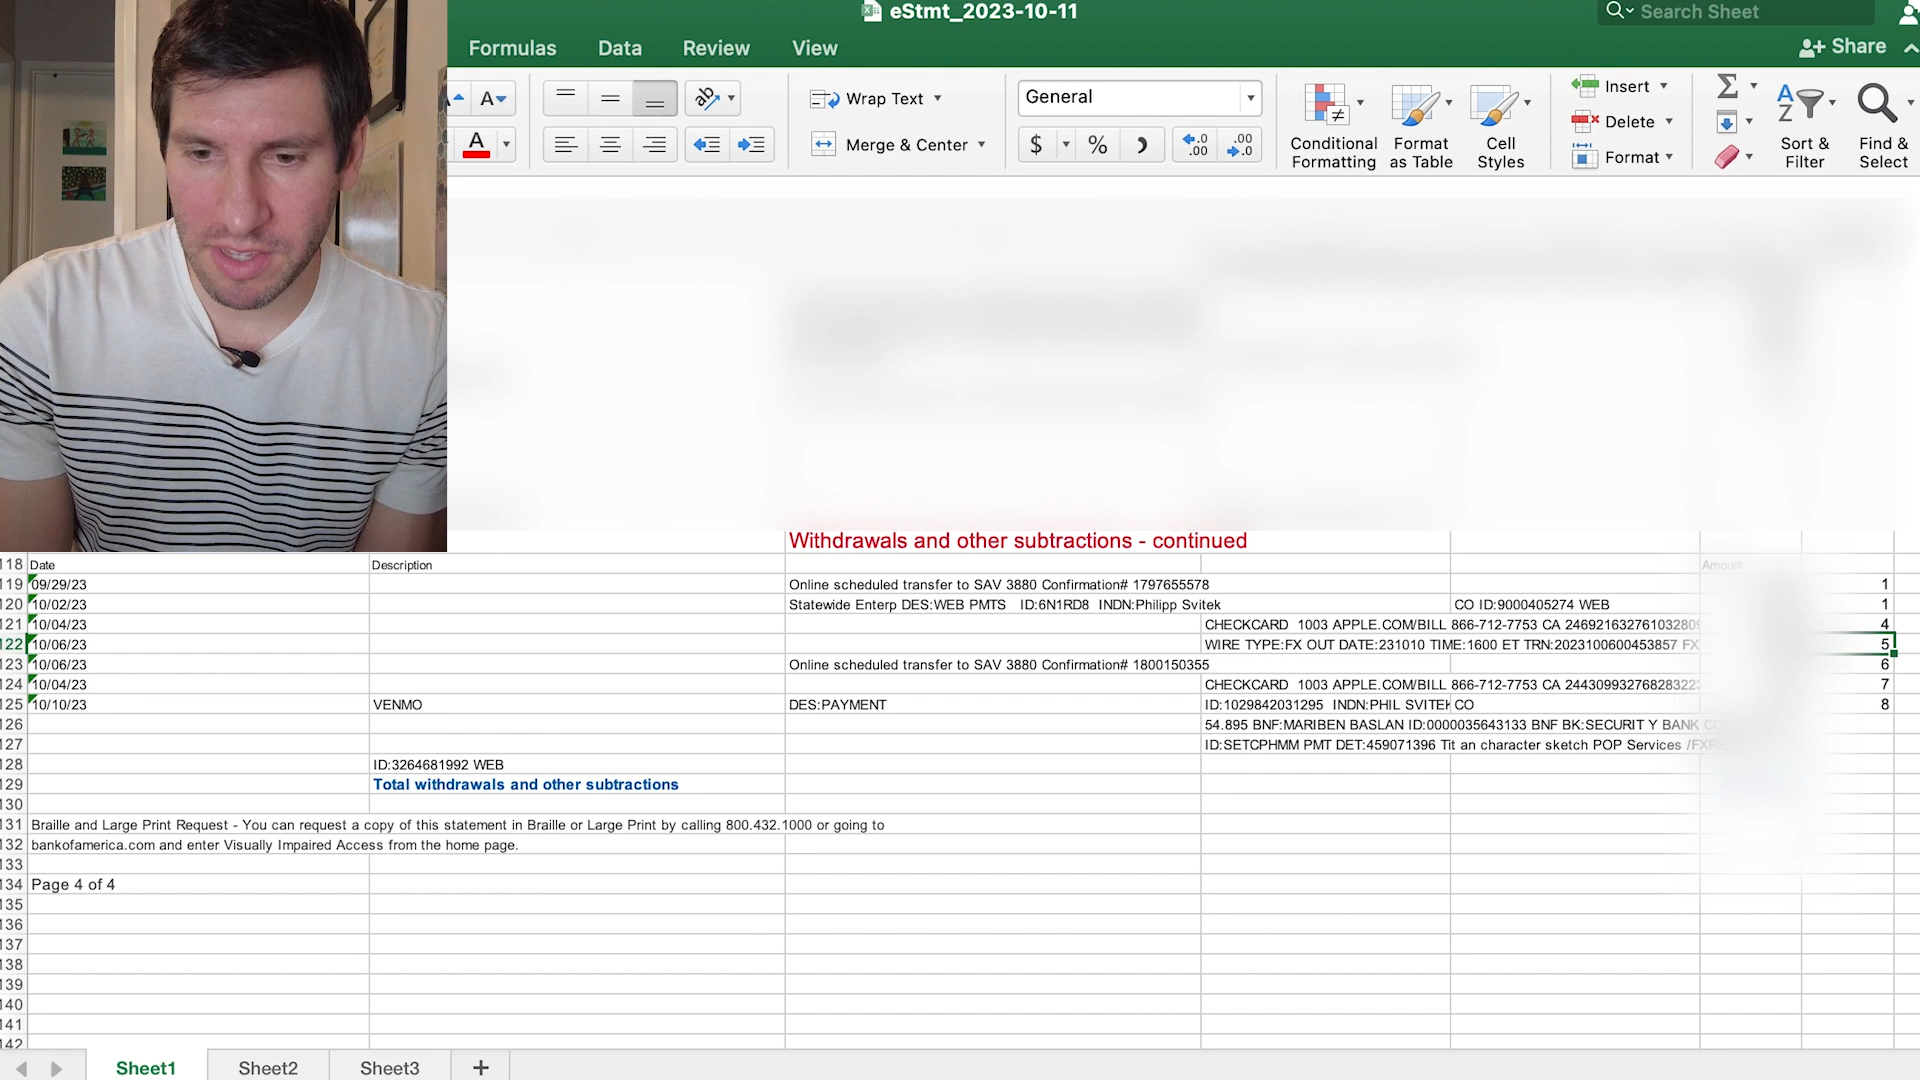 eStmt_2023-10-11
Search Sheet
Formulas Data Review View Share
A A ab Wrap Text General Insert
A Merge & Center $ % Conditional Formatting Format as Table Cell Styles Delete Format Sort & Filter Find & Select
Withdrawals and other subtractions - continued
118 Date Description Amount
119 09/29/23 Online scheduled transfer to SAV 3880 Confirmation# 1797655578 1
120 10/02/23 Statewide Enterp DES:WEB PMTS ID:6N1RD8 INDN:Philipp Svitek CO ID:9000405274 WEB 1
121 10/04/23 CHECKCARD 1003 APPLE.COM/BILL 866-712-7753 CA 4
122 10/06/23 WIRE TYPE:FX OUT DATE:231010 TIME:1600 ET TRN:2023100600453857 FX 5
123 10/06/23 Online scheduled transfer to SAV 3880 Confirmation# 1800150355 6
124 10/04/23 CHECKCARD 1003 APPLE.COM/BILL 866-712-7753 CA 7
125 10/10/23 VENMO DES:PAYMENT ID:1029842031295 INDN:PHIL SVITEK CO 8
126 54.895 BNF:MARIBEN BASLAN ID:0000035643133 BNF BK:SECURIT Y BANK
127 ID:SETCPHMM PMT DET:459071396 Tit an character sketch POP Services
128 ID:3264681992 WEB
129 Total withdrawals and other subtractions
130
131 Braille and Large Print Request - You can request a copy of this statement in Braille or Large Print by calling 800.432.1000 or going to
132 bankofamerica.com and enter Visually Impaired Access from the home page.
133
134 Page 4 of 4
135
136
137
138
139
140
141
142
Sheet1 Sheet2 Sheet3 +